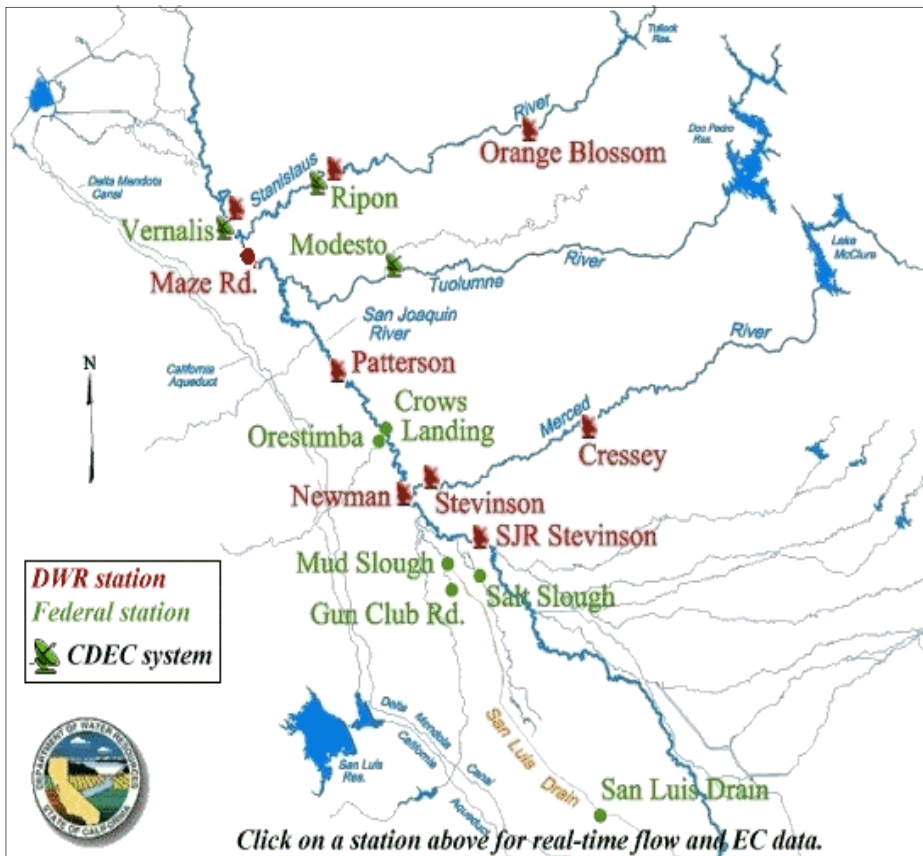 Tullock
Res.
River
Orange Blossom
Don Pedro
Res.
Stanislaus
Ripon
Delta Mendota
Canal
Vernalis
Modesto
Lake
McClure
Maze Rd.
Tuolumne
River
San Joaquin
River
River
N
California
Aqueduct
Patterson
Crows
Landing
Orestimba
Merced
Cressey
Newman
Stevinson
SJR Stevinson
Mud Slough
Salt Slough
Gun Club Rd.
DWR station
Federal station
CDEC system
San Luis
Res.
Delta Mendota Canal
California Aqueduct
San Luis Drain
San Luis Drain
DEPARTMENT OF WATER RESOURCES
STATE OF CALIFORNIA
Click on a station above for real-time flow and EC data.